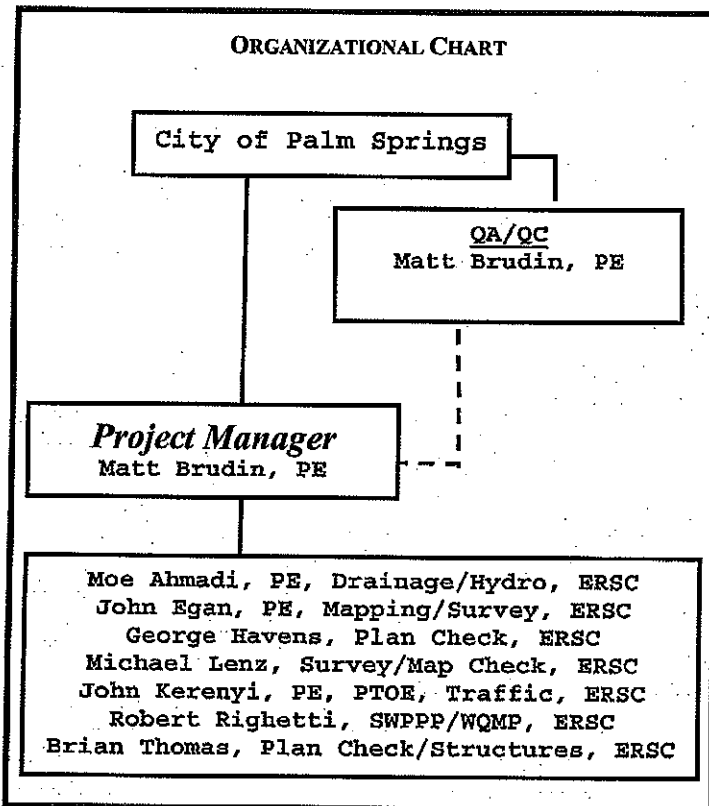 ORGANIZATIONAL CHART
City of Palm Springs
QA/QC
Matt Brudin, PE
Project Manager
Matt Brudin, PE
Moe Ahmadi, PE, Drainage/Hydro, ERSC
John Egan, PE, Mapping/Survey, ERSC
George Havens, Plan Check, ERSC
Michael Lenz, Survey/Map Check, ERSC
John Kerenyi, PE, PTOE, Traffic, ERSC
Robert Righetti, SWPPP/WQMP, ERSC
Brian Thomas, Plan Check/Structures, ERSC